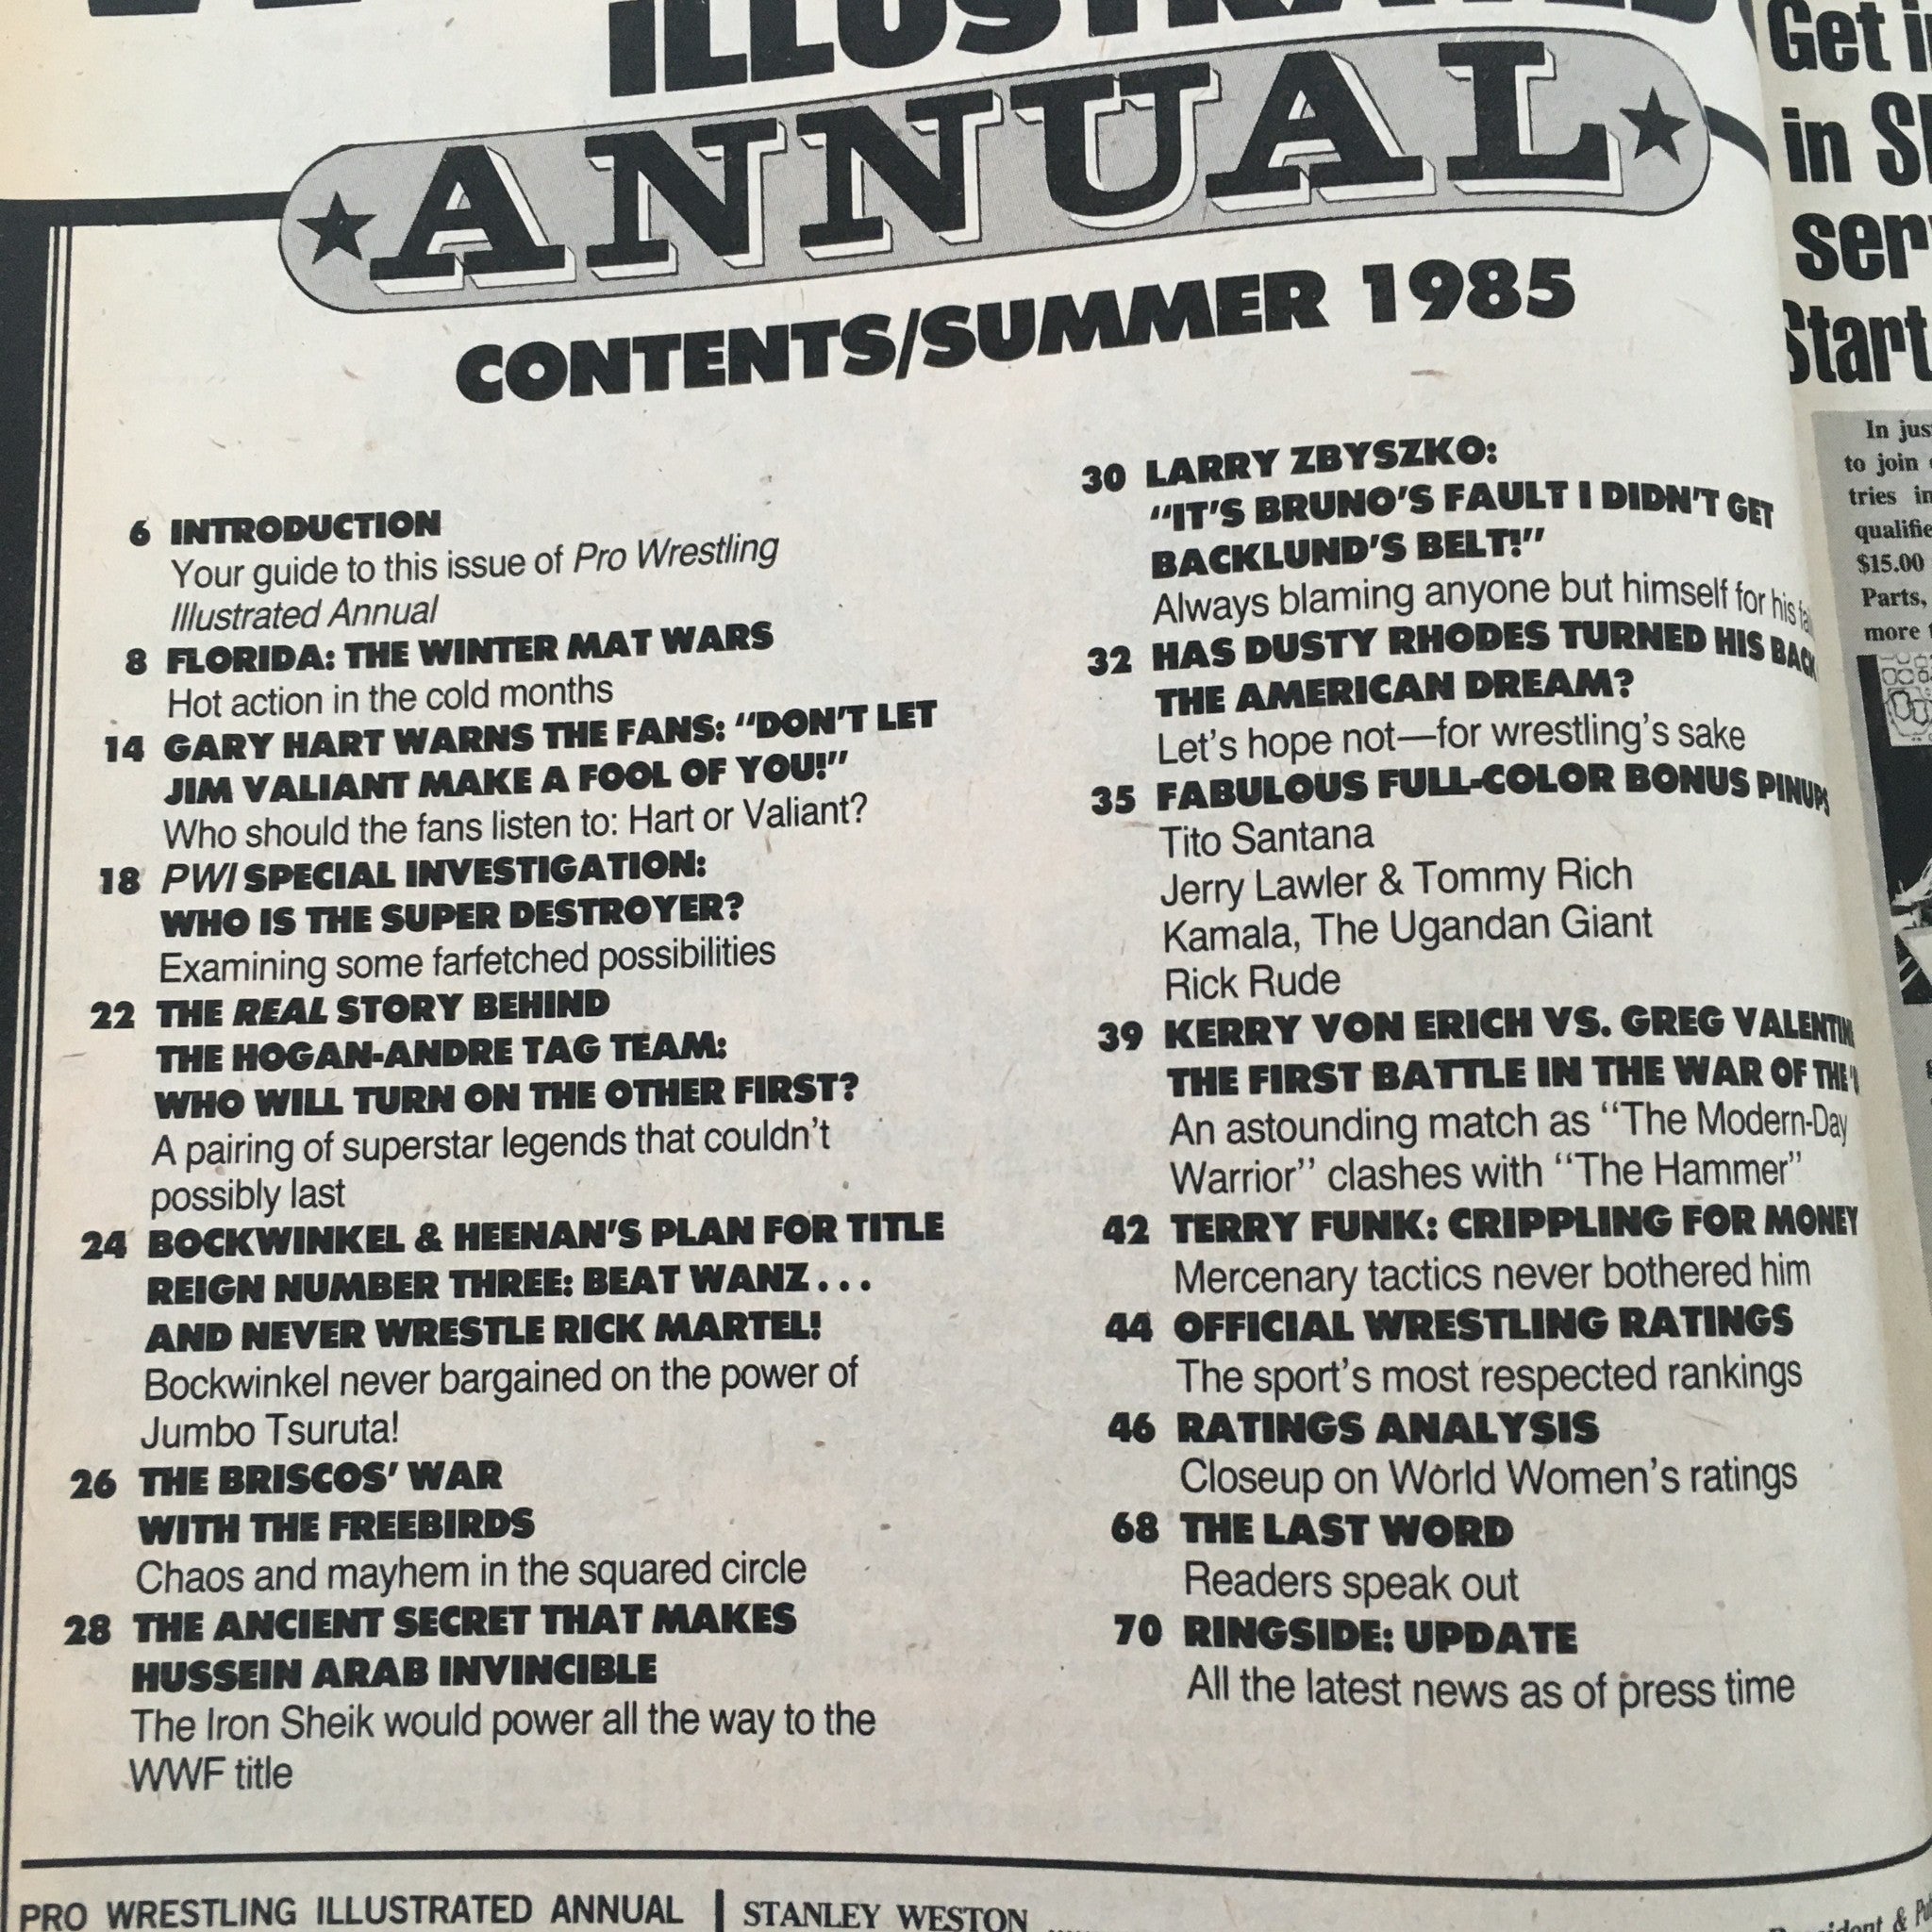 ILLUSTRATED
ANNUAL
CONTENTS/SUMMER 1985
6 INTRODUCTION
Your guide to this issue of Pro Wrestling
Illustrated Annual
8 FLORIDA: THE WINTER MAT WARS
Hot action in the cold months
14 GARY HART WARNS THE FANS: "DON'T LET
JIM VALIANT MAKE A FOOL OF YOU!"
Who should the fans listen to: Hart or Valiant?
18 PWI SPECIAL INVESTIGATION:
WHO IS THE SUPER DESTROYER?
Examining some farfetched possibilities
22 THE REAL STORY BEHIND
THE HOGAN-ANDRE TAG TEAM:
WHO WILL TURN ON THE OTHER FIRST?
A pairing of superstar legends that couldn't
possibly last
24 BOCKWINKEL & HEENAN'S PLAN FOR TITLE
REIGN NUMBER THREE: BEAT WANZ...
AND NEVER WRESTLE RICK MARTEL!
Bockwinkel never bargained on the power of
Jumbo Tsuruta!
26 THE BRISCOS' WAR
WITH THE FREEBIRDS
Chaos and mayhem in the squared circle
28 THE ANCIENT SECRET THAT MAKES
HUSSEIN ARAB INVINCIBLE
The Iron Sheik would power all the way to the
WWF title
30 LARRY ZBYSZKO:
"IT'S BRUNO'S FAULT I DIDN'T GET
BACKLUND'S BELT!"
Always blaming anyone but himself for his
32 HAS DUSTY RHODES TURNED HIS BACK
THE AMERICAN DREAM?
Let's hope not—for wrestling's sake
35 FABULOUS FULL-COLOR BONUS PINUPS
Tito Santana
Jerry Lawler & Tommy Rich
Kamala, The Ugandan Giant
Rick Rude
39 KERRY VON ERICH VS. GREG VALENTIN
THE FIRST BATTLE IN THE WAR OF THE
An astounding match as "The Modern-Day
Warrior" clashes with "The Hammer"
42 TERRY FUNK: CRIPPLING FOR MONEY
Mercenary tactics never bothered him
44 OFFICIAL WRESTLING RATINGS
The sport's most respected rankings
46 RATINGS ANALYSIS
Closeup on World Women's ratings
68 THE LAST WORD
Readers speak out
70 RINGSIDE: UPDATE
All the latest news as of press time
PRO WRESTLING ILLUSTRATED ANNUAL
STANLEY WESTON
Get
in
Start
In
to join
tries
$15.00
Parts,
more